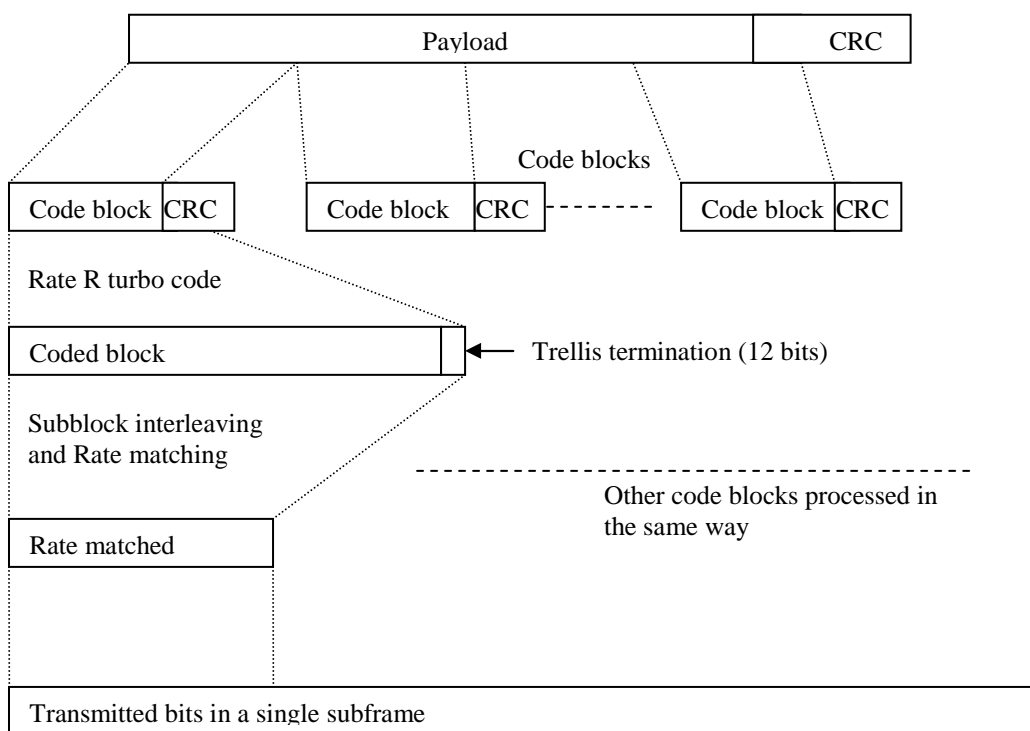 Payload CRC
Code blocks
Code block CRC Code block CRC Code block CRC
Rate R turbo code
Coded block
Trellis termination (12 bits)
Subblock interleaving
and Rate matching
Other code blocks processed in
the same way
Rate matched
Transmitted bits in a single subframe